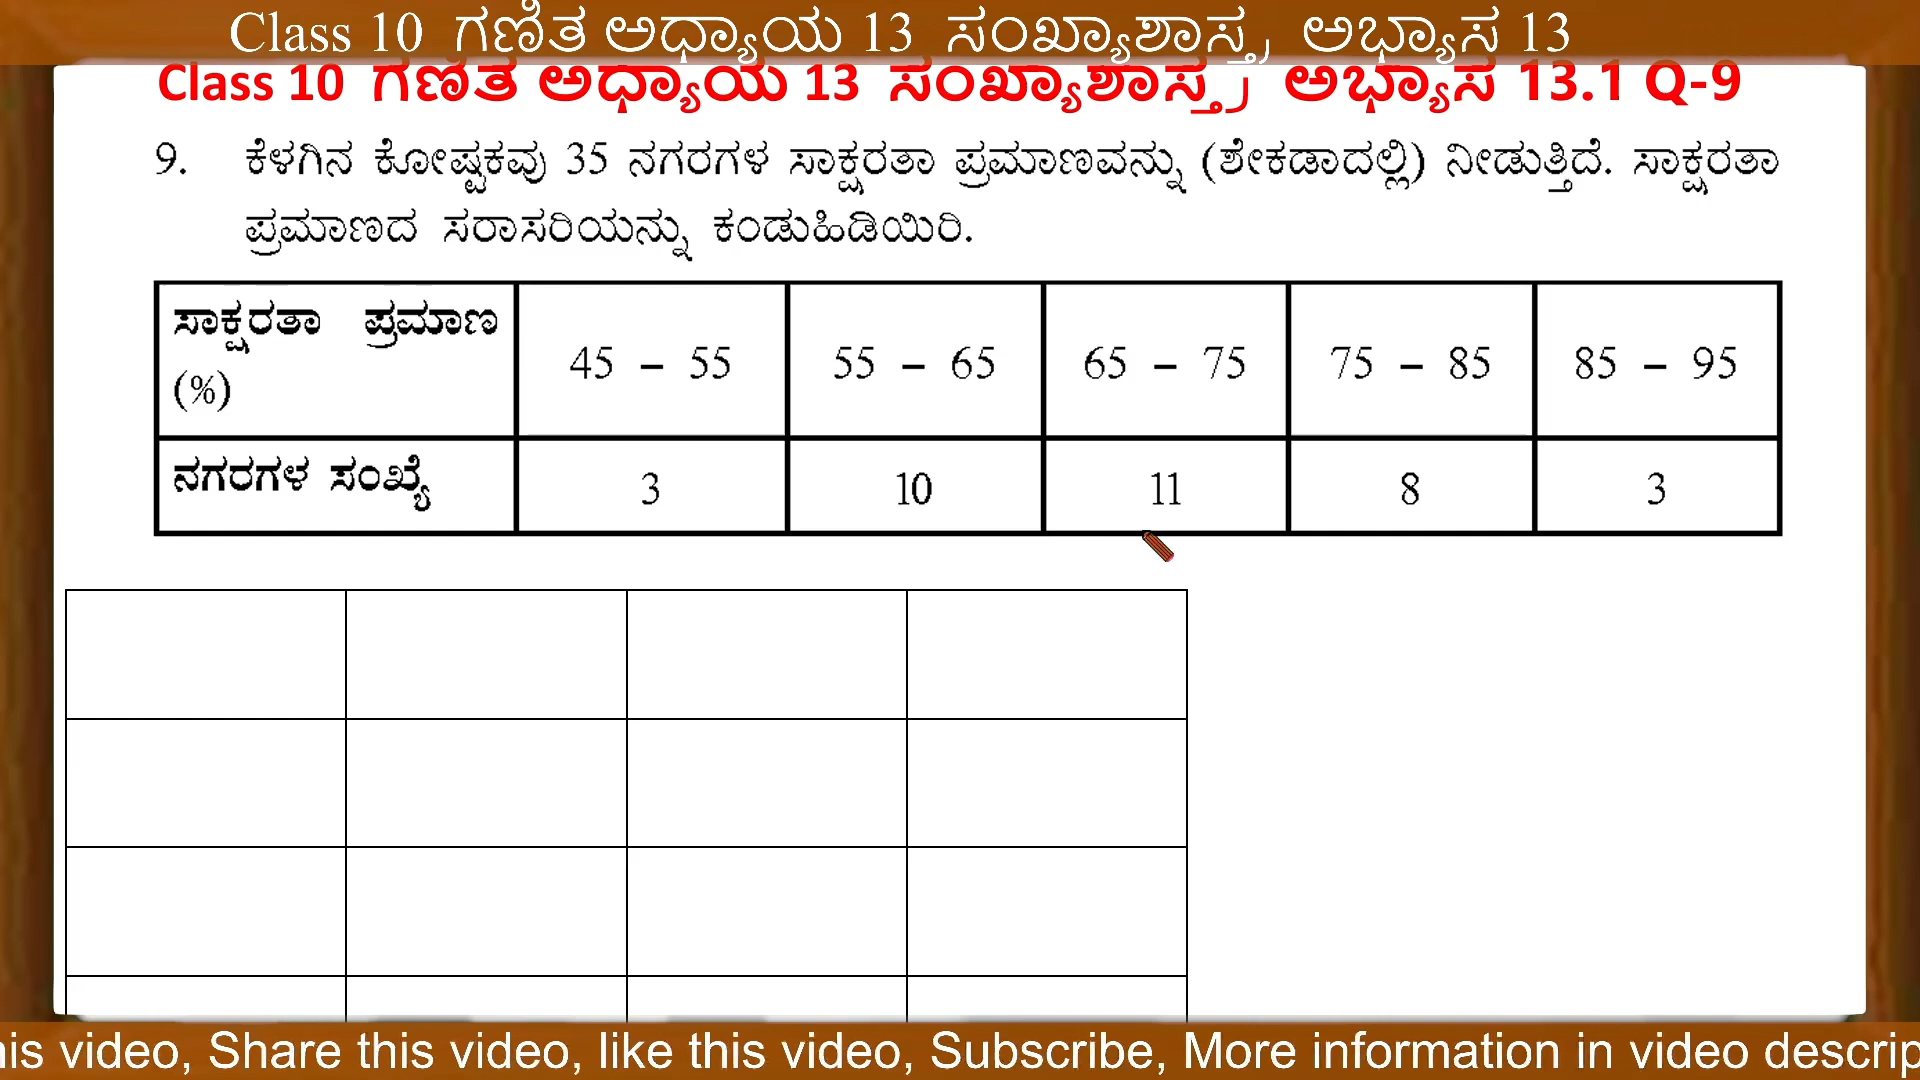 Class 10 ಗಣಿತ ಅಧ್ಯಾಯ 13 ಸಂಖ್ಯಾಶಾಸ್ತ್ರ ಅಭ್ಯಾಸ 13
Class 10 ಗಣಿತ ಅಧ್ಯಾಯ 13 ಸಂಖ್ಯಾಶಾಸ್ತ್ರ ಅಭ್ಯಾಸ 13.1 Q-9
9. ಕೆಳಗಿನ ಕೋಷ್ಟಕವು 35 ನಗರಗಳ ಸಾಕ್ಷರತಾ ಪ್ರಮಾಣವನ್ನು (ಶೇಕಡಾದಲ್ಲಿ) ನೀಡುತ್ತಿದೆ. ಸಾಕ್ಷರತಾ
ಪ್ರಮಾಣದ ಸರಾಸರಿಯನ್ನು ಕಂಡುಹಿಡಿಯಿರಿ.
ಸಾಕ್ಷರತಾ ಪ್ರಮಾಣ (%) 45 – 55 55 – 65 65 – 75 75 – 85 85 – 95
ನಗರಗಳ ಸಂಖ್ಯೆ 3 10 11 8 3
video, Share this video, like this video, Subscribe, More information in video